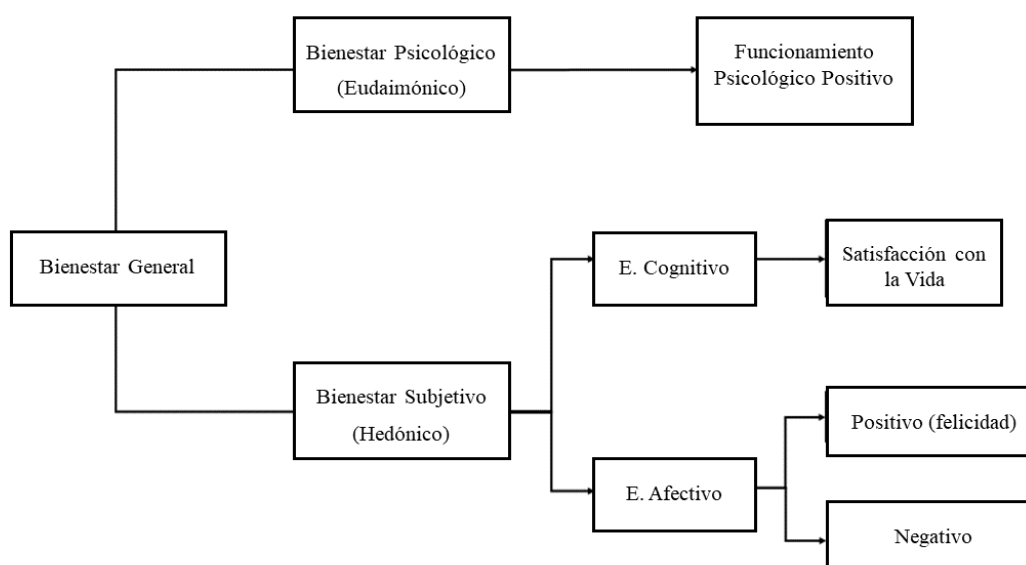 Bienestar Psicológico
(Eudaimónico)
Funcionamiento
Psicológico Positivo
Bienestar General
E. Cognitivo
Satisfacción con
la Vida
Bienestar Subjetivo
(Hedónico)
E. Afectivo
Positivo (felicidad)
Negativo